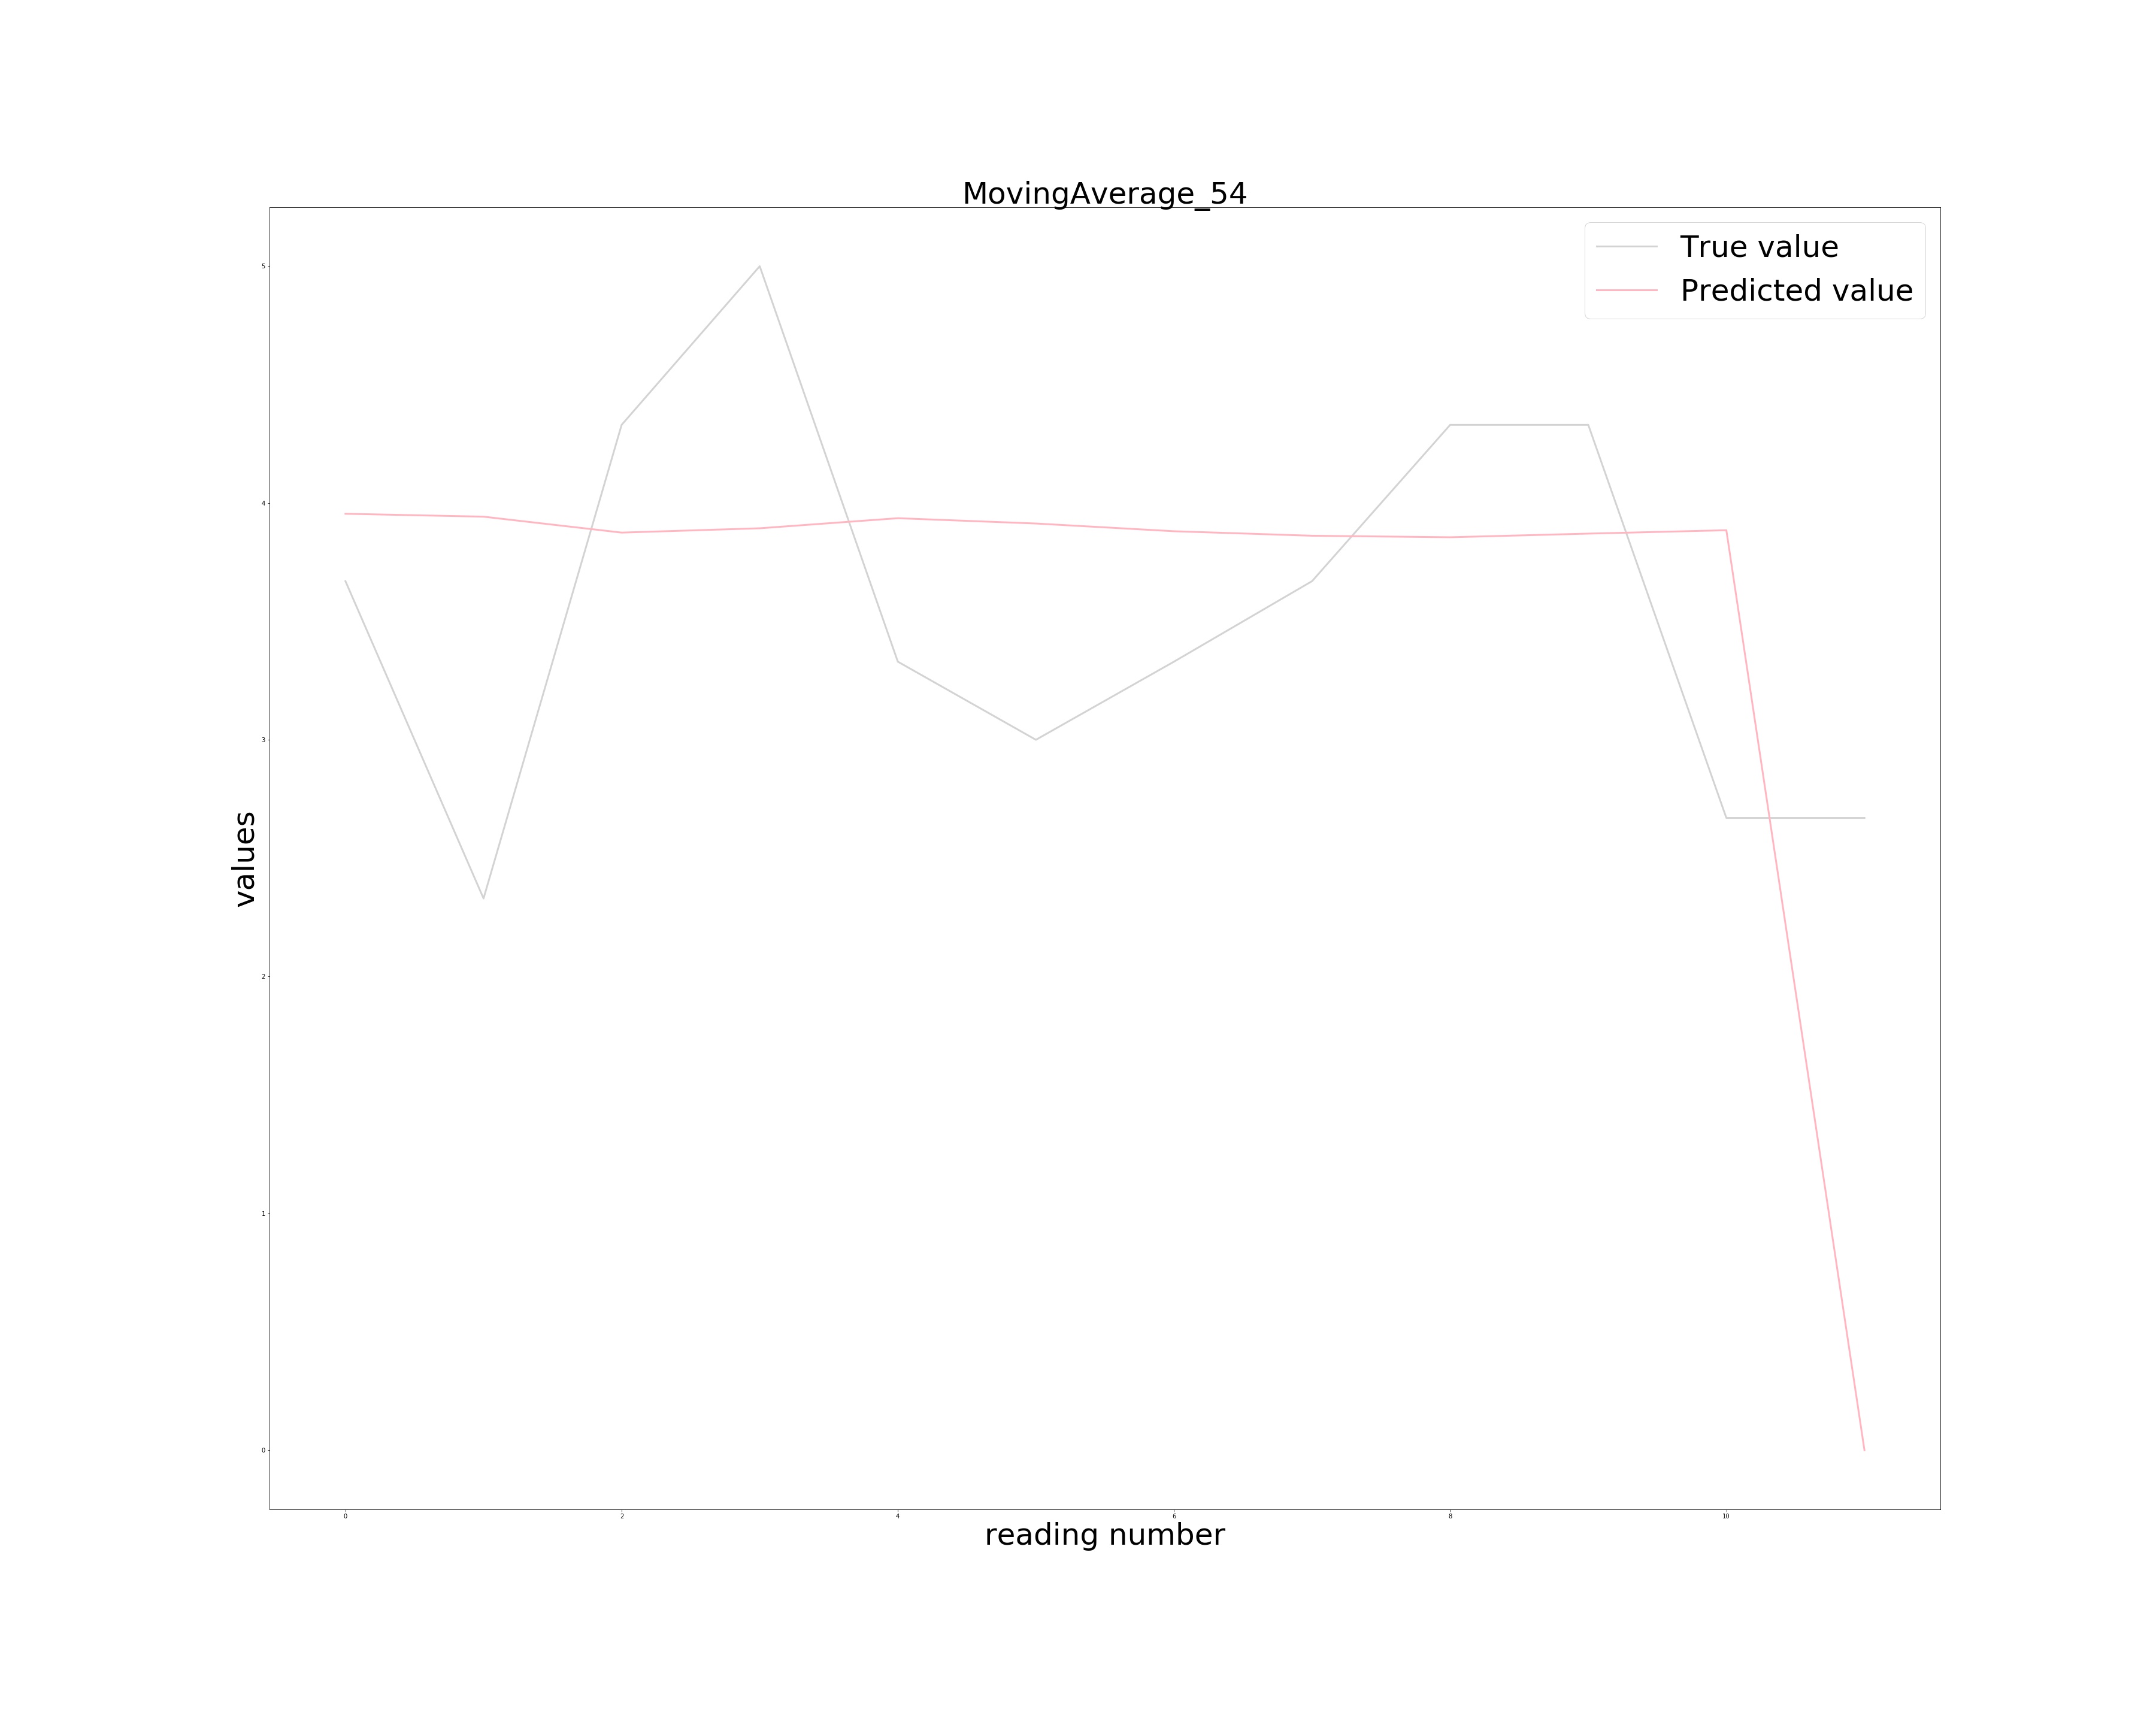 MovingAverage_54
True value
Predicted value
5
4
3
2
1
0
values
0 2 4 6 8 10
reading number